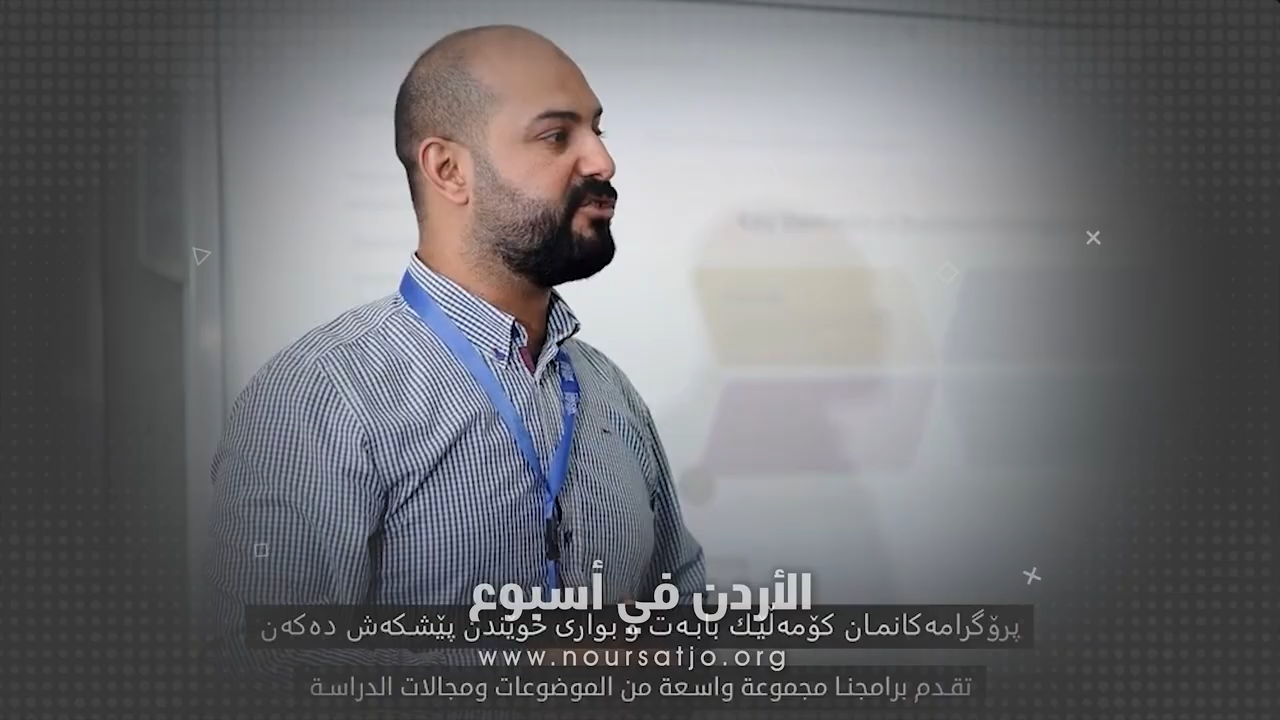 الأردن في أسبوع
پرۆگرامەکانمان کۆمەڵێك بابەت و بواری خوێندن پێشکەش دەکەن
www.noursatjo.org
تقدم برامجنا مجموعة واسعة من الموضوعات ومجالات الدراسة